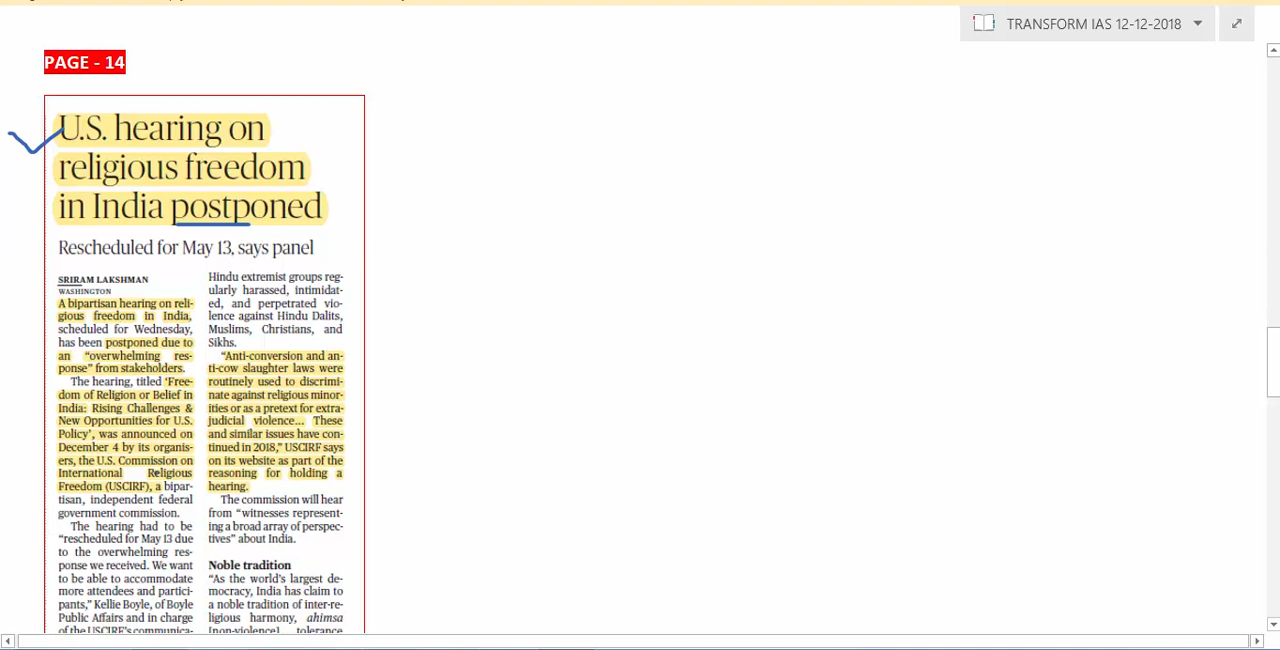 TRANSFORM IAS 12-12-2018
PAGE - 14
U.S. hearing on
religious freedom
in India postponed
Rescheduled for May 13, says panel
SRIRAM LAKSHMAN
WASHINGTON
A bipartisan hearing on reli-
gious freedom in India,
scheduled for Wednesday,
has been postponed due to
an “overwhelming res-
ponse” from stakeholders.
The hearing, titled ‘Free-
dom of Religion or Belief in
India: Rising Challenges &
New Opportunities for U.S.
Policy’, was announced on
December 4 by its organis-
ers, the U.S. Commission on
International Religious
Freedom (USCIRF), a bipar-
tisan, independent federal
government commission.
The hearing had to be
“rescheduled for May 13 due
to the overwhelming res-
ponse we received. We want
to be able to accommodate
more attendees and partici-
pants,” Kellie Boyle, of Boyle
Public Affairs and in charge
of the USCIRF’s communica-
Hindu extremist groups reg-
ularly harassed, intimidat-
ed, and perpetrated vio-
lence against Hindu Dalits,
Muslims, Christians, and
Sikhs.
“Anti-conversion and an-
ti-cow slaughter laws were
routinely used to discrimi-
nate against religious minor-
ities or as a pretext for extra-
judicial violence... These
and similar issues have con-
tinued in 2018,” USCIRF says
on its website as part of the
reasoning for holding a
hearing.
The commission will hear
from “witnesses represent-
ing a broad array of perspec-
tives” about India.
Noble tradition
“As the world’s largest de-
mocracy, India has claim to
a noble tradition of inter-re-
ligious harmony, ahimsa
[non-violence], tolerance